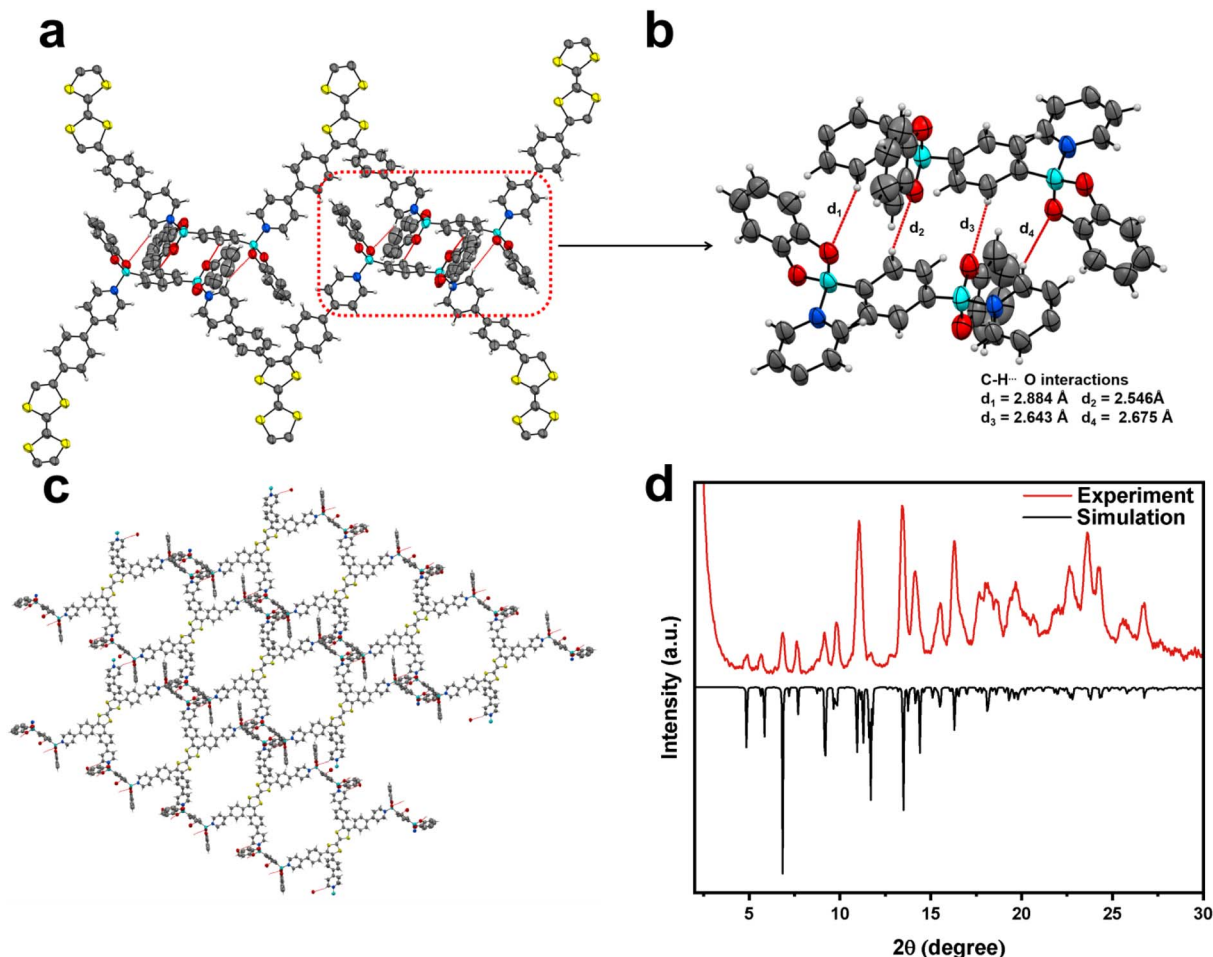 a
b
d₁
d₂
d₃
d₄
C-H··· O interactions
d₁ = 2.884 Å d₂ = 2.546Å
d₃ = 2.643 Å d₄ = 2.675 Å
c
d
Experiment
Simulation
Intensity (a.u.)
5 10 15 20 25 30
2θ (degree)